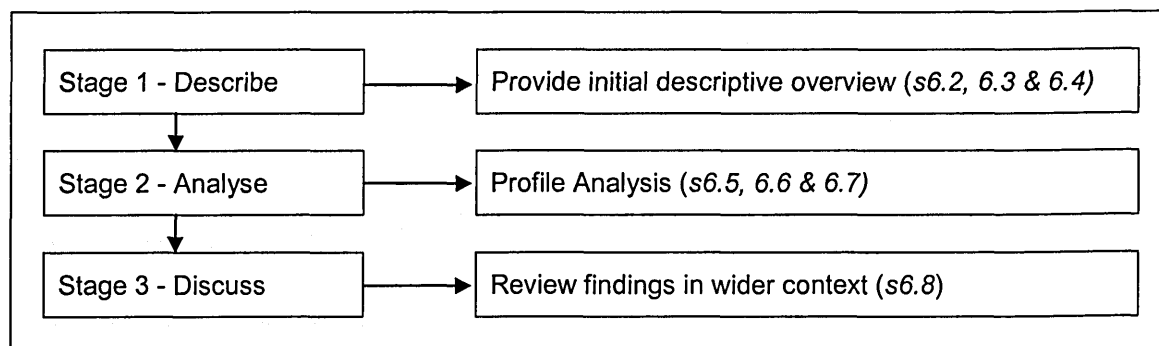 Stage 1 - Describe
Provide initial descriptive overview (s6.2, 6.3 & 6.4)
Stage 2 - Analyse
Profile Analysis (s6.5, 6.6 & 6.7)
Stage 3 - Discuss
Review findings in wider context (s6.8)